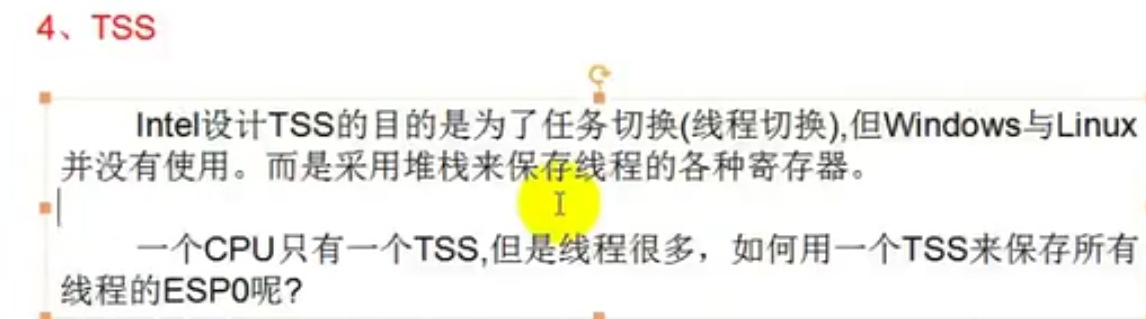 4、TSS
Intel设计TSS的目的是为了任务切换(线程切换),但Windows与Linux
并没有使用。而是采用堆栈来保存线程的各种寄存器。
一个CPU只有一个TSS,但是线程很多，如何用一个TSS来保存所有
线程的ESP0呢?